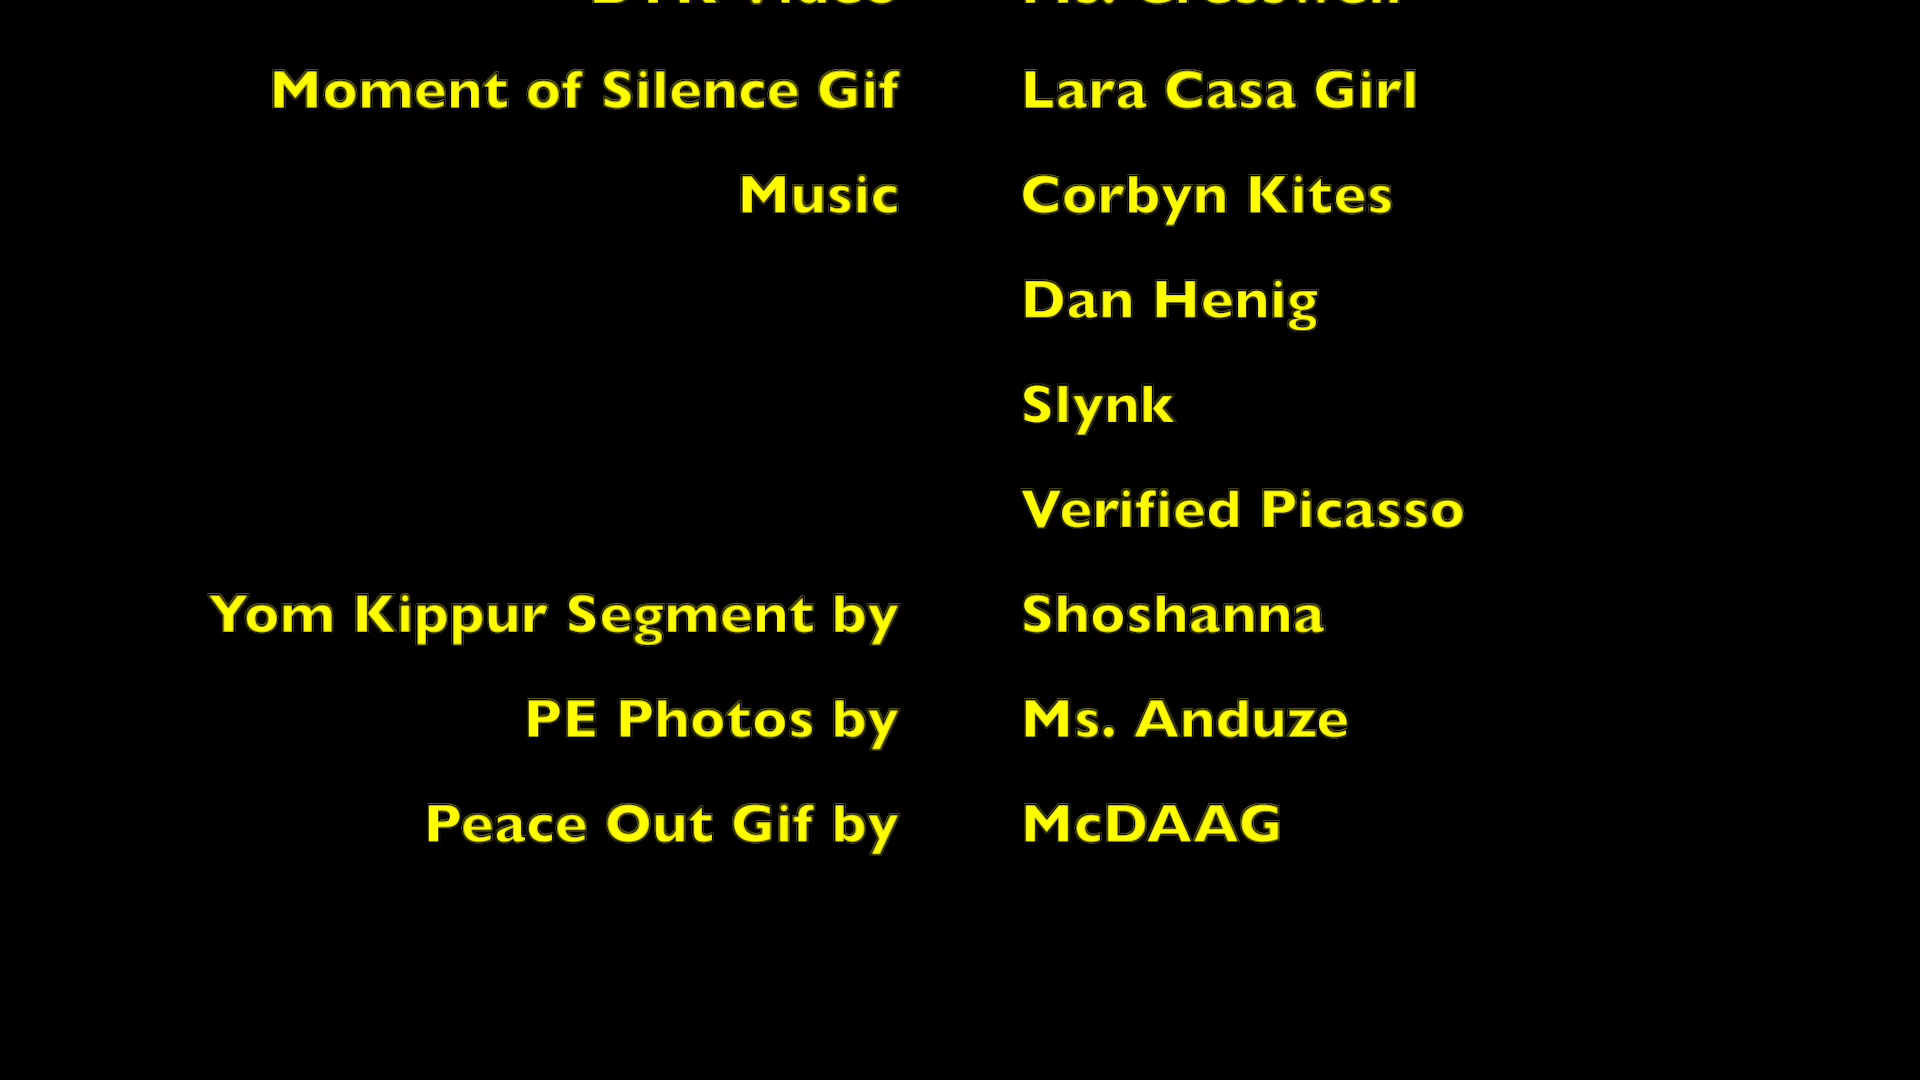 Moment of Silence Gif Lara Casa Girl
Music Corbyn Kites
Dan Henig
Slynk
Verified Picasso
Yom Kippur Segment by Shoshanna
PE Photos by Ms. Anduze
Peace Out Gif by McDAAG